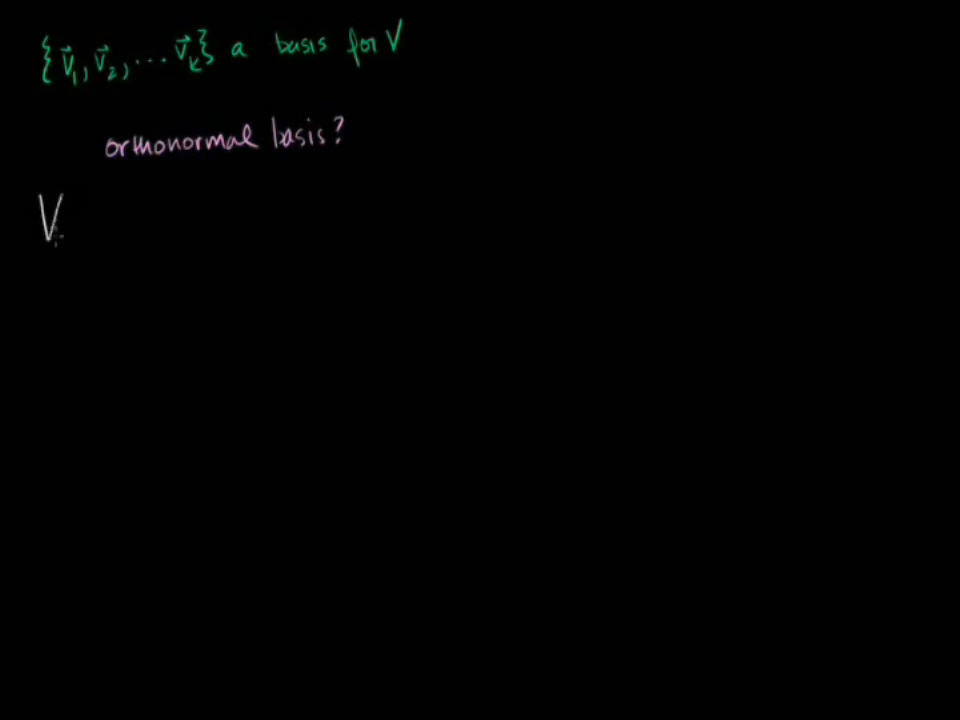 {v⃗₁, v⃗₂, ... v⃗ₖ} a basis for V
orthonormal basis?
V